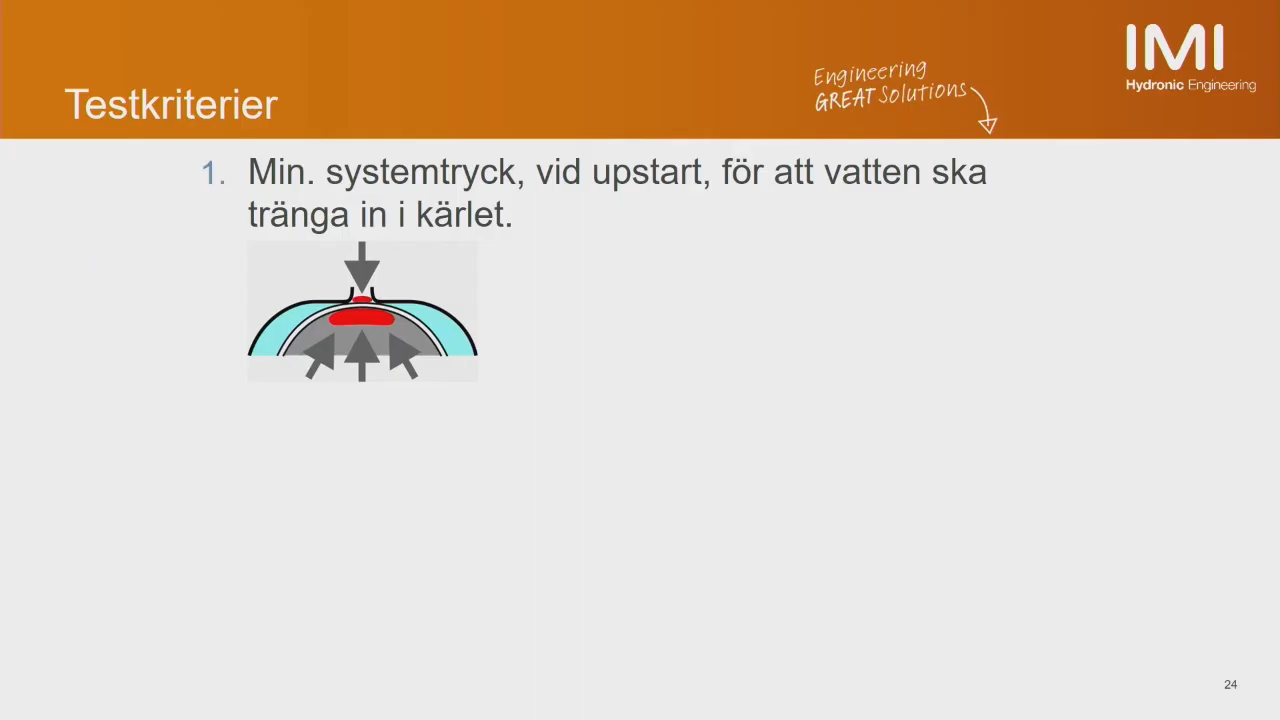 Testkriterier
Engineering
GREAT Solutions
IMI
Hydronic Engineering
1. Min. systemtryck, vid upstart, för att vatten ska
tränga in i kärlet.
24